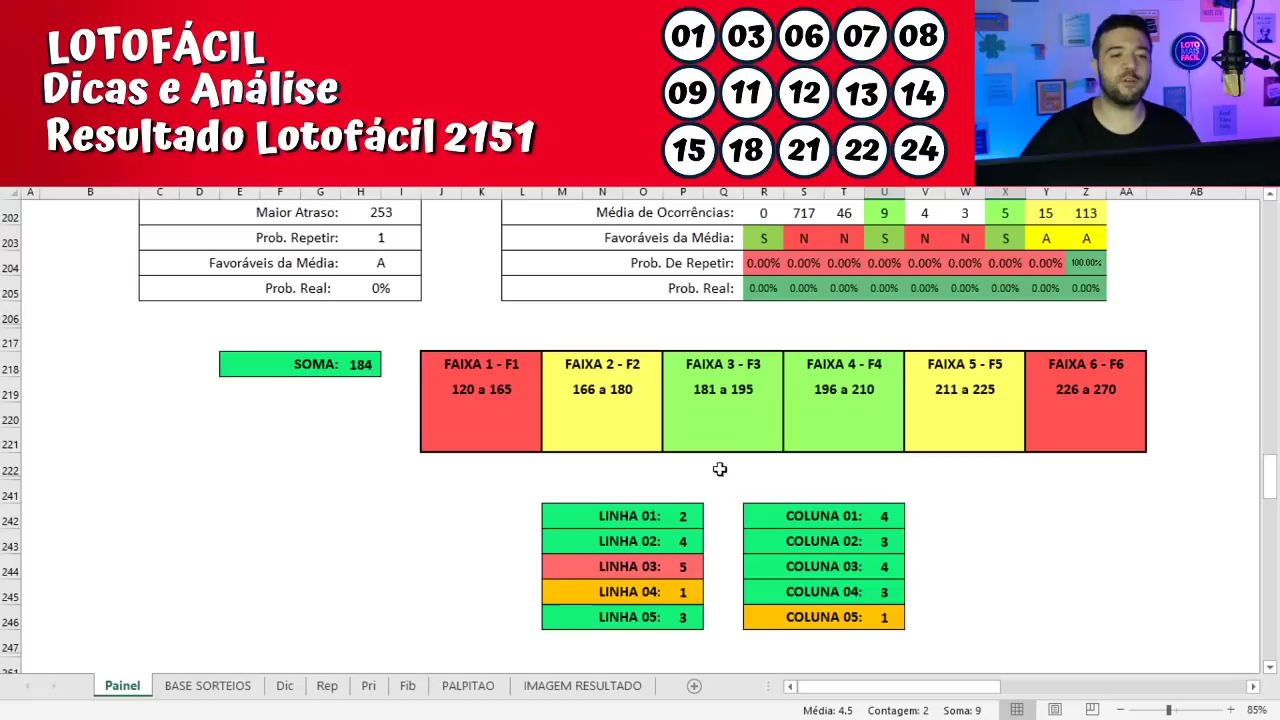 LOTOFÁCIL
Dicas e Análise
Resultado Lotofácil 2151
01 03 06 07 08
09 11 12 13 14
15 18 21 22 24
LOTO MAIS FÁCIL
A B C D E F G H I J K L M N O P Q R S T U V W X Y Z AA AB
202 Maior Atraso: 253 Média de Ocorrências: 0 717 46 9 4 3 5 15 113
203 Prob. Repetir: 1 Favoráveis da Média: S N N S N N S A A
204 Favoráveis da Média: A Prob. De Repetir: 0.00% 0.00% 0.00% 0.00% 0.00% 0.00% 0.00% 0.00% 100.00%
205 Prob. Real: 0% Prob. Real: 0.00% 0.00% 0.00% 0.00% 0.00% 0.00% 0.00% 0.00% 0.00%
206
217
218 SOMA: 184 FAIXA 1 - F1 FAIXA 2 - F2 FAIXA 3 - F3 FAIXA 4 - F4 FAIXA 5 - F5 FAIXA 6 - F6
219 120 a 165 166 a 180 181 a 195 196 a 210 211 a 225 226 a 270
220
221
222
241
242 LINHA 01: 2 COLUNA 01: 4
243 LINHA 02: 4 COLUNA 02: 3
244 LINHA 03: 5 COLUNA 03: 4
245 LINHA 04: 1 COLUNA 04: 3
246 LINHA 05: 3 COLUNA 05: 1
247
Painel BASE SORTEIOS Dic Rep Pri Fib PALPITAO IMAGEM RESULTADO
Média: 4.5 Contagem: 2 Soma: 9 85%